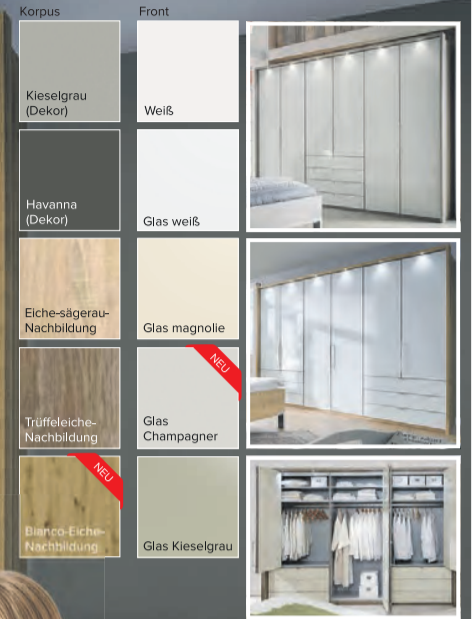 Korpus
Front
Kieselgrau
(Dekor)
Weiß
Havanna
(Dekor)
Glas weiß
Eiche-sägerau-
Nachbildung
Glas magnolie
Trüffeleiche-
Nachbildung
NEU
Glas
Champagner
NEU
Bianco-Eiche-
Nachbildung
Glas Kieselgrau